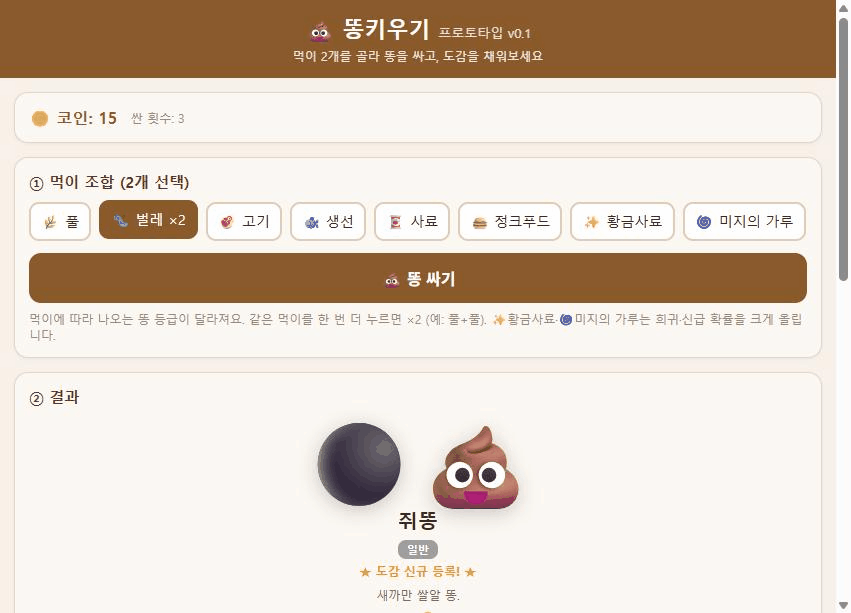 똥키우기 프로토타입 v0.1
먹이 2개를 골라 똥을 싸고, 도감을 채워보세요
코인: 15 싼 횟수: 3
① 먹이 조합 (2개 선택)
풀 벌레 ×2 고기 생선 사료 정크푸드 황금사료 미지의 가루
똥 싸기
먹이에 따라 나오는 똥 등급이 달라져요. 같은 먹이를 한 번 더 누르면 ×2 (예: 풀+풀). ✨황금사료·🌀미지의 가루는 희귀·신급 확률을 크게 올립
니다.
② 결과
쥐똥
일반
★ 도감 신규 등록! ★
새까만 쌀알 똥.